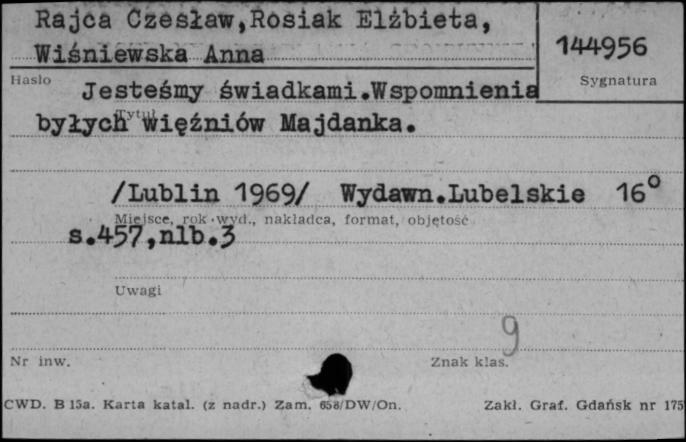 Rajca Czesław,Rosiak Elżbieta,
Wiśniewska Anna
144956
Hasło
Sygnatura
Jesteśmy świadkami.Wspomnienia
Tytuł
byłych więźniów Majdanka.
/Lublin 1969/ Wydawn.Lubelskie 16°
Miejsce, rok wyd., nakładca, format, objętość
s.457,nlb.3
Uwagi
9
Nr inw.
Znak klas.
CWD. B 15a. Karta katal. (z nadr.) Zam. 658/DW/On.
Zakł. Graf. Gdańsk nr 175